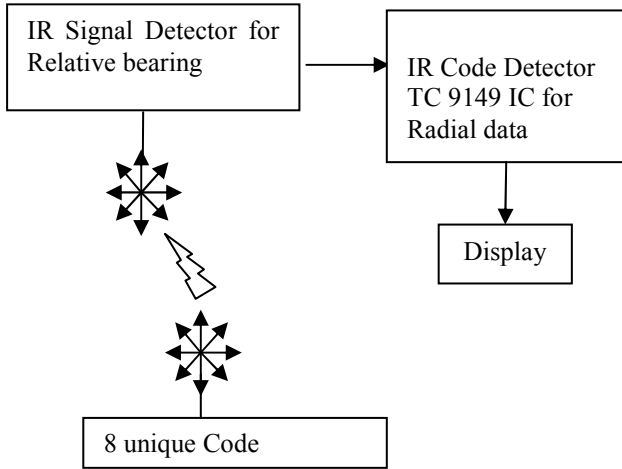 IR Signal Detector for
Relative bearing
IR Code Detector
TC 9149 IC for
Radial data
Display
8 unique Code